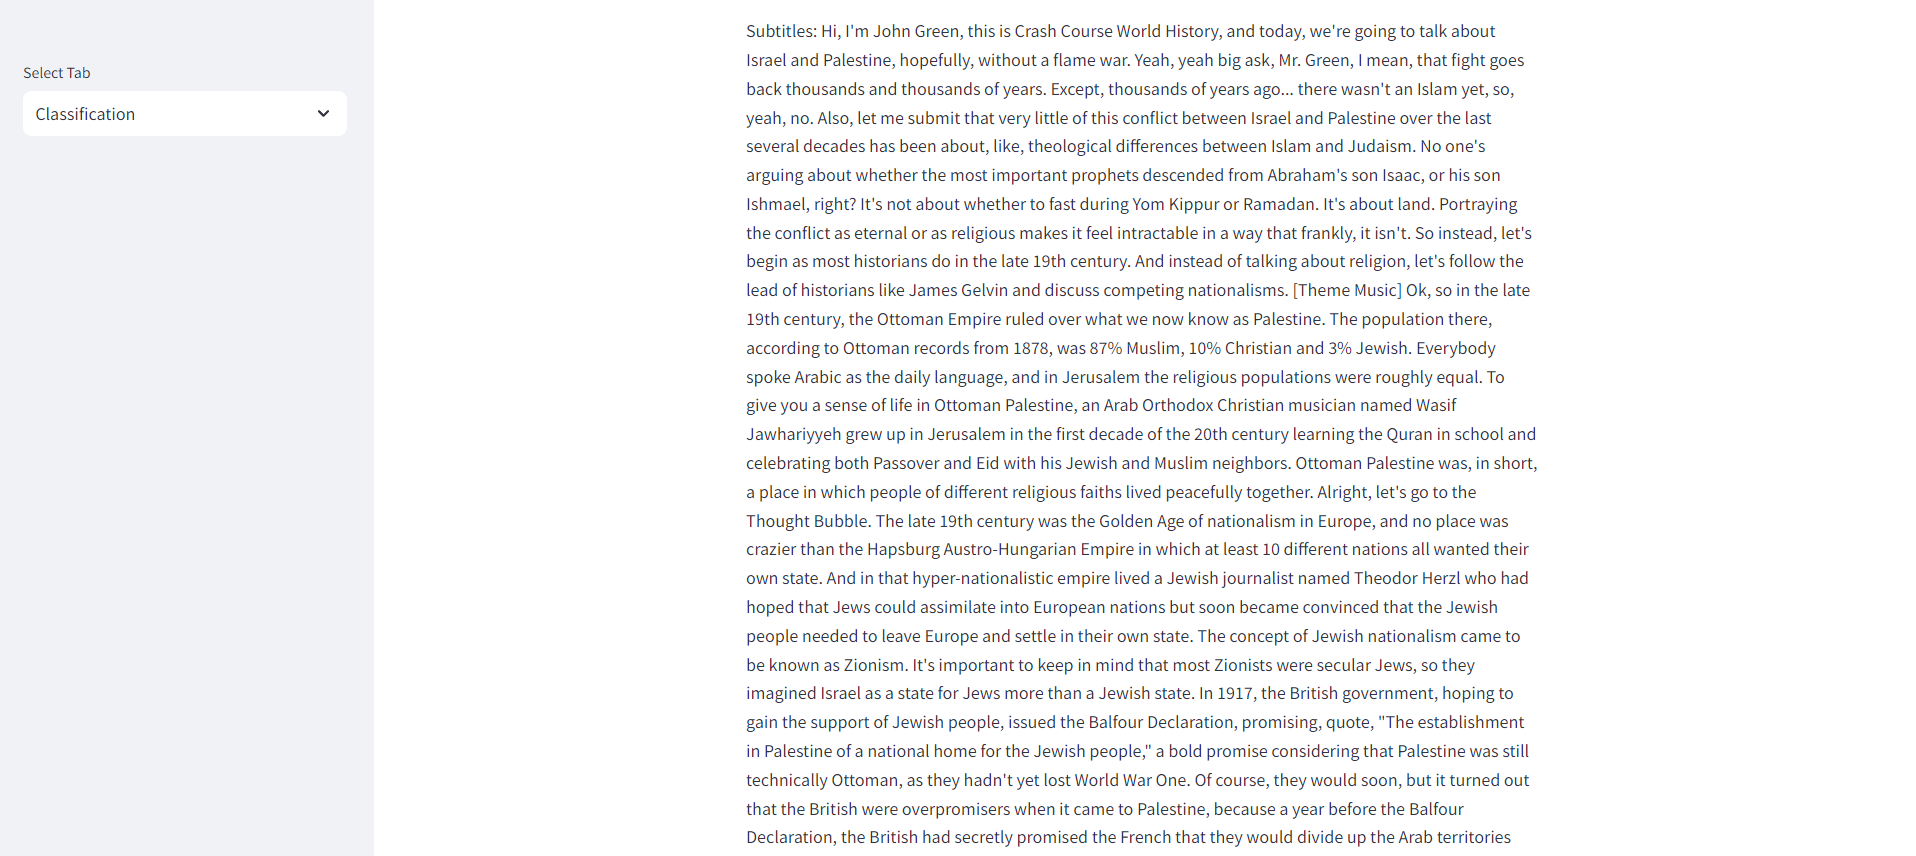 Select Tab
Classification
Subtitles: Hi, I'm John Green, this is Crash Course World History, and today, we're going to talk about
Israel and Palestine, hopefully, without a flame war. Yeah, yeah big ask, Mr. Green, I mean, that fight goes
back thousands and thousands of years. Except, thousands of years ago... there wasn't an Islam yet, so,
yeah, no. Also, let me submit that very little of this conflict between Israel and Palestine over the last
several decades has been about, like, theological differences between Islam and Judaism. No one's
arguing about whether the most important prophets descended from Abraham's son Isaac, or his son
Ishmael, right? It's not about whether to fast during Yom Kippur or Ramadan. It's about land. Portraying
the conflict as eternal or as religious makes it feel intractable in a way that frankly, it isn't. So instead, let's
begin as most historians do in the late 19th century. And instead of talking about religion, let's follow the
lead of historians like James Gelvin and discuss competing nationalisms. [Theme Music] Ok, so in the late
19th century, the Ottoman Empire ruled over what we now know as Palestine. The population there,
according to Ottoman records from 1878, was 87% Muslim, 10% Christian and 3% Jewish. Everybody
spoke Arabic as the daily language, and in Jerusalem the religious populations were roughly equal. To
give you a sense of life in Ottoman Palestine, an Arab Orthodox Christian musician named Wasif
Jawhariyyeh grew up in Jerusalem in the first decade of the 20th century learning the Quran in school and
celebrating both Passover and Eid with his Jewish and Muslim neighbors. Ottoman Palestine was, in short,
a place in which people of different religious faiths lived peacefully together. Alright, let's go to the
Thought Bubble. The late 19th century was the Golden Age of nationalism in Europe, and no place was
crazier than the Hapsburg Austro-Hungarian Empire in which at least 10 different nations all wanted their
own state. And in that hyper-nationalistic empire lived a Jewish journalist named Theodor Herzl who had
hoped that Jews could assimilate into European nations but soon became convinced that the Jewish
people needed to leave Europe and settle in their own state. The concept of Jewish nationalism came to
be known as Zionism. It's important to keep in mind that most Zionists were secular Jews, so they
imagined Israel as a state for Jews more than a Jewish state. In 1917, the British government, hoping to
gain the support of Jewish people, issued the Balfour Declaration, promising, quote, "The establishment
in Palestine of a national home for the Jewish people," a bold promise considering that Palestine was still
technically Ottoman, as they hadn't yet lost World War One. Of course, they would soon, but it turned out
that the British were overpromisers when it came to Palestine, because a year before the Balfour
Declaration, the British had secretly promised the French that they would divide up the Arab territories